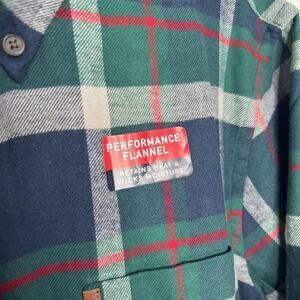 PERFORMANCE
FLANNEL
RETAINS HEAT &
WICKS MOISTURE